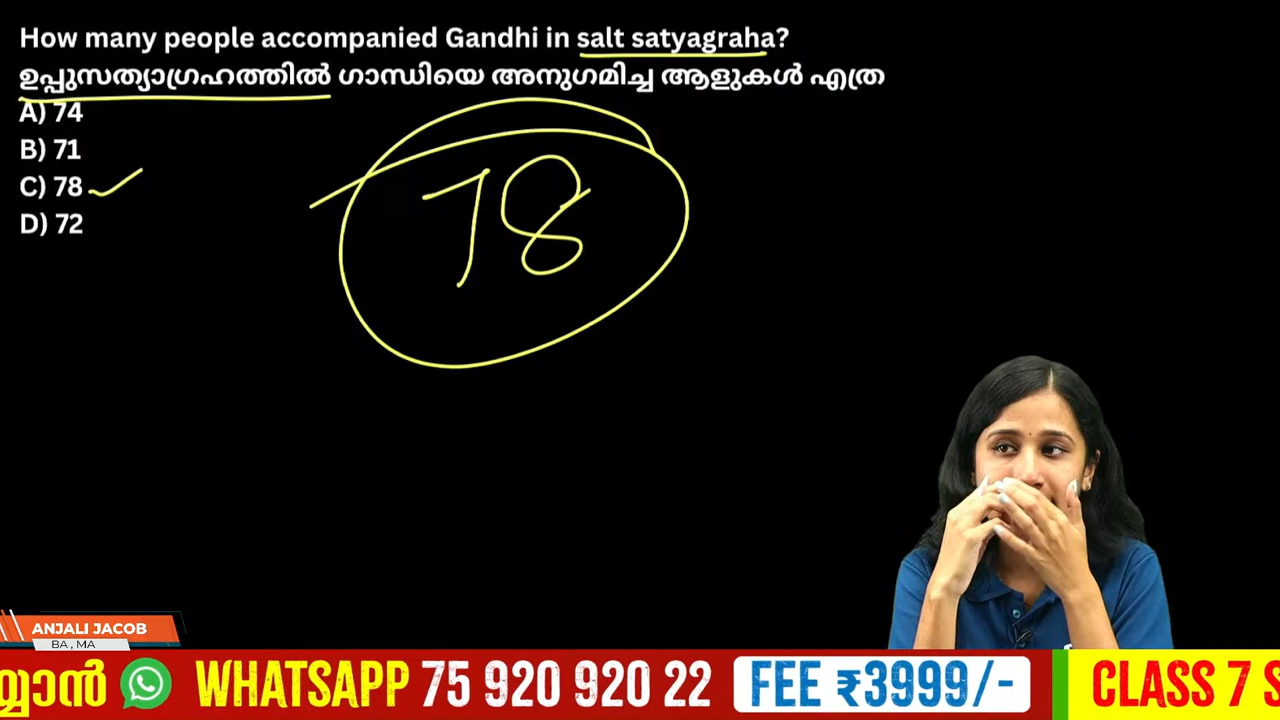 How many people accompanied Gandhi in salt satyagraha?
ഉപ്പുസത്യാഗ്രഹത്തിൽ ഗാന്ധിയെ അനുഗമിച്ച ആളുകൾ എത്ര
A) 74
B) 71
C) 78
D) 72
78
ANJALI JACOB
BA , MA
WHATSAPP 75 920 920 22 FEE ₹3999/- CLASS 7 S